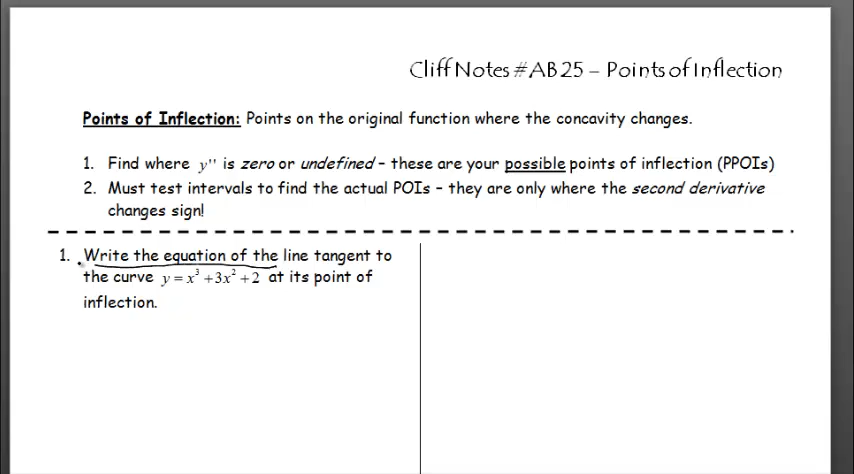 Cliff Notes #AB 25 – Points of Inflection
Points of Inflection: Points on the original function where the concavity changes.
1. Find where y'' is zero or undefined – these are your possible points of inflection (PPOIs)
2. Must test intervals to find the actual POIs – they are only where the second derivative
changes sign!
1. Write the equation of the line tangent to
the curve y = x³ + 3x² + 2 at its point of
inflection.